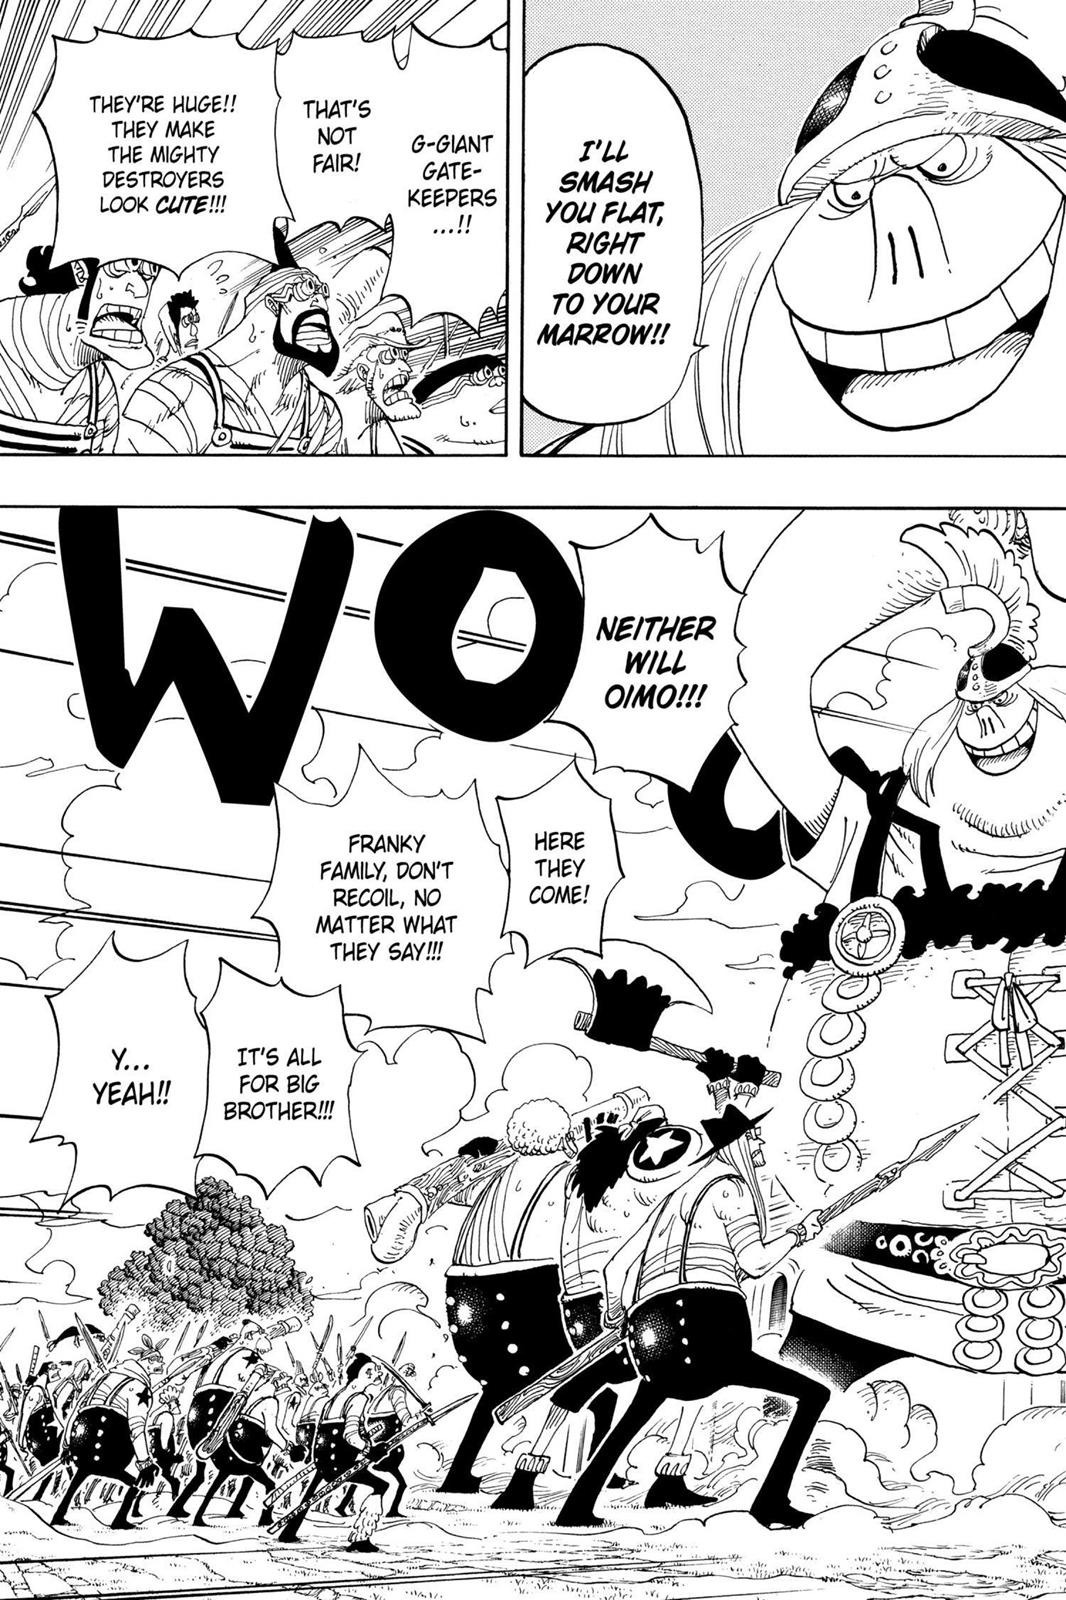 I'LL
SMASH
YOU FLAT,
RIGHT
DOWN
TO YOUR
MARROW!!
G-GIANT
GATE-
KEEPERS
...!!
THAT'S
NOT
FAIR!
THEY'RE HUGE!!
THEY MAKE
THE MIGHTY
DESTROYERS
LOOK CUTE!!!
NEITHER
WILL
OIMO!!!
WOO
HERE
THEY
COME!
FRANKY
FAMILY, DON'T
RECOIL, NO
MATTER WHAT
THEY SAY!!!
IT'S ALL
FOR BIG
BROTHER!!!
Y...
YEAH!!